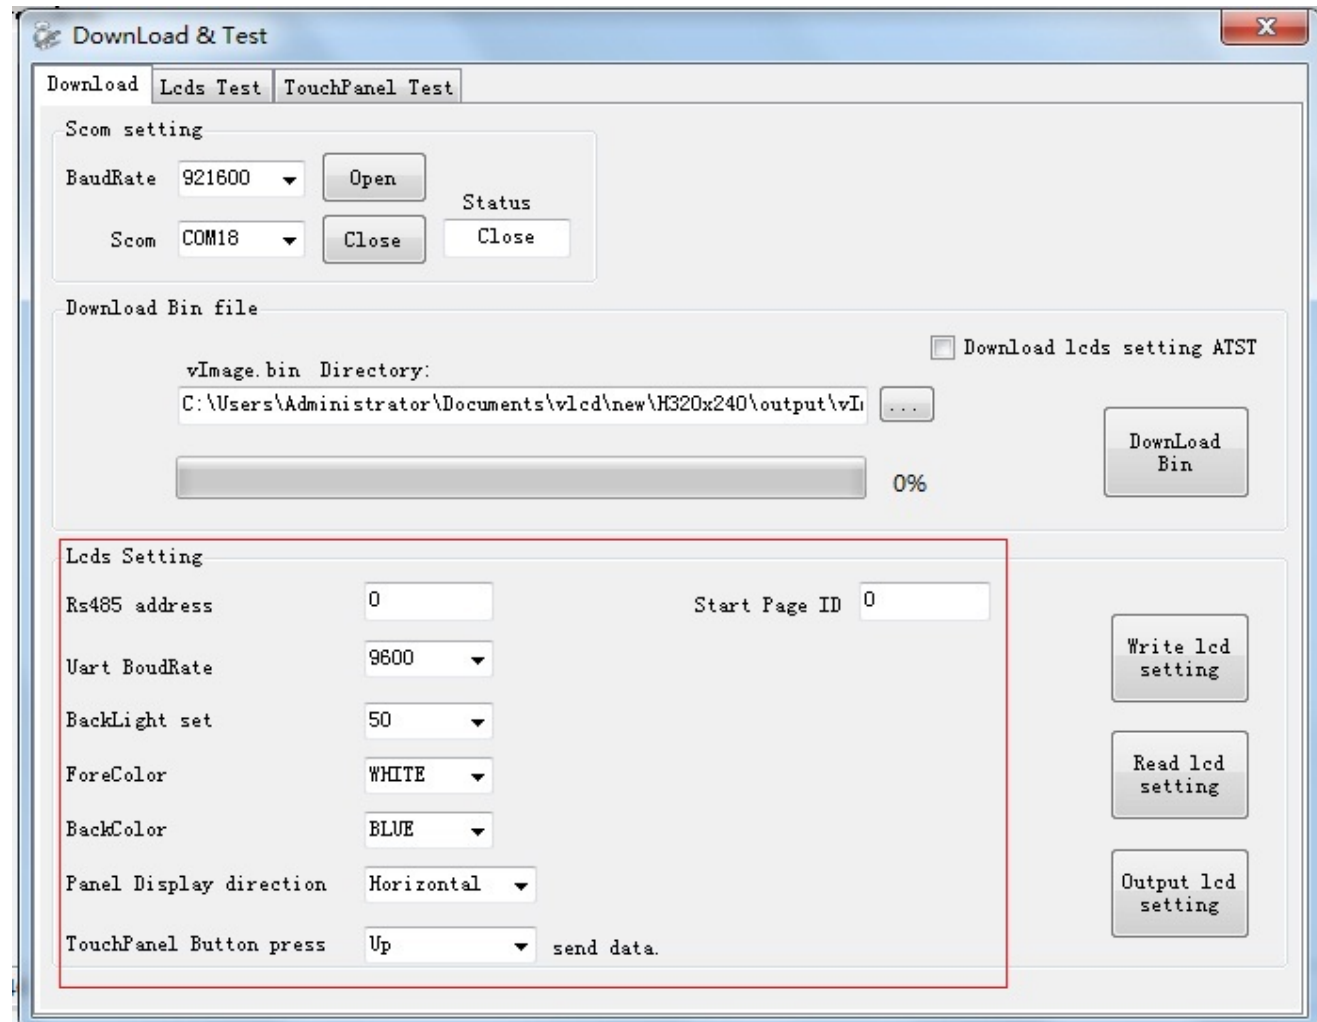 DownLoad & Test
Download Lcds Test TouchPanel Test
Scom setting
BaudRate 921600 Open
Status
Scom COM18 Close Close
Download Bin file
Download lcds setting ATST
vImage.bin Directory:
C:\Users\Administrator\Documents\vlcd\new\H320x240\output\vI ...
DownLoad
Bin
0%
Lcds Setting
Rs485 address 0 Start Page ID 0
Uart BoudRate 9600
Write lcd
setting
BackLight set 50
ForeColor WHITE
Read lcd
setting
BackColor BLUE
Panel Display direction Horizontal
Output lcd
setting
TouchPanel Button press Up send data.